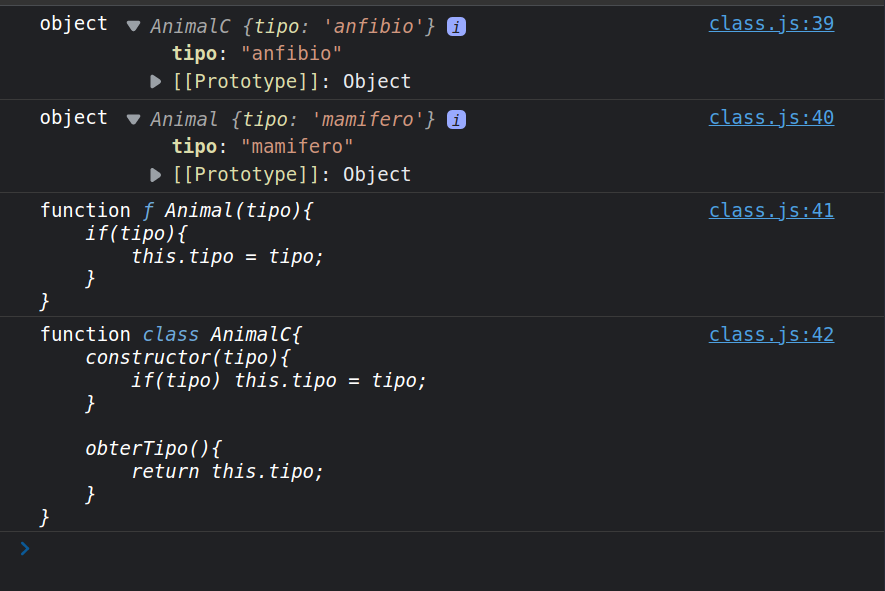 object ▼ AnimalC {tipo: 'anfibio'} i class.js:39
tipo: "anfibio"
▶ [[Prototype]]: Object
object ▼ Animal {tipo: 'mamifero'} i class.js:40
tipo: "mamifero"
▶ [[Prototype]]: Object
function ƒ Animal(tipo){ class.js:41
if(tipo){
this.tipo = tipo;
}
}
function class AnimalC{ class.js:42
constructor(tipo){
if(tipo) this.tipo = tipo;
}
obterTipo(){
return this.tipo;
}
}